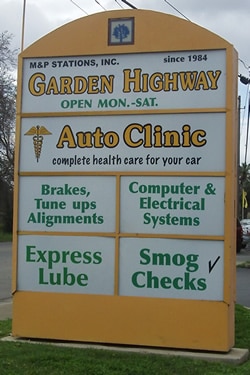 M&P STATIONS, INC. since 1984
GARDEN HIGHWAY
OPEN MON.-SAT.
Auto Clinic
complete health care for your car
Brakes,
Tune ups
Alignments
Computer &
Electrical
Systems
Express
Lube
Smog
Checks